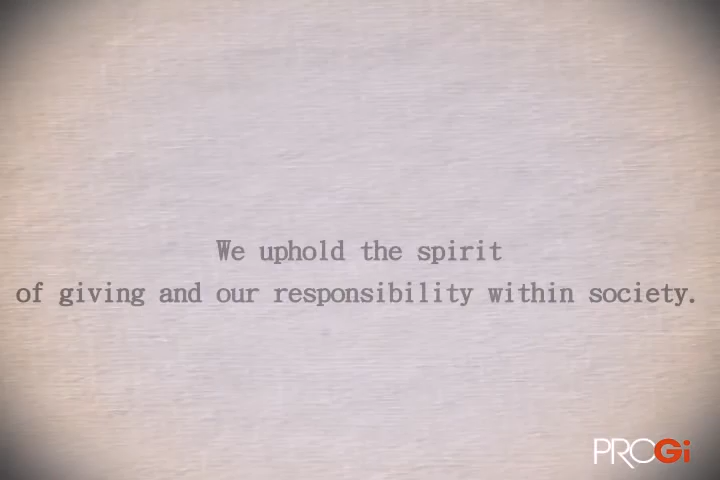 We uphold the spirit
of giving and our responsibility within society.
PROGi